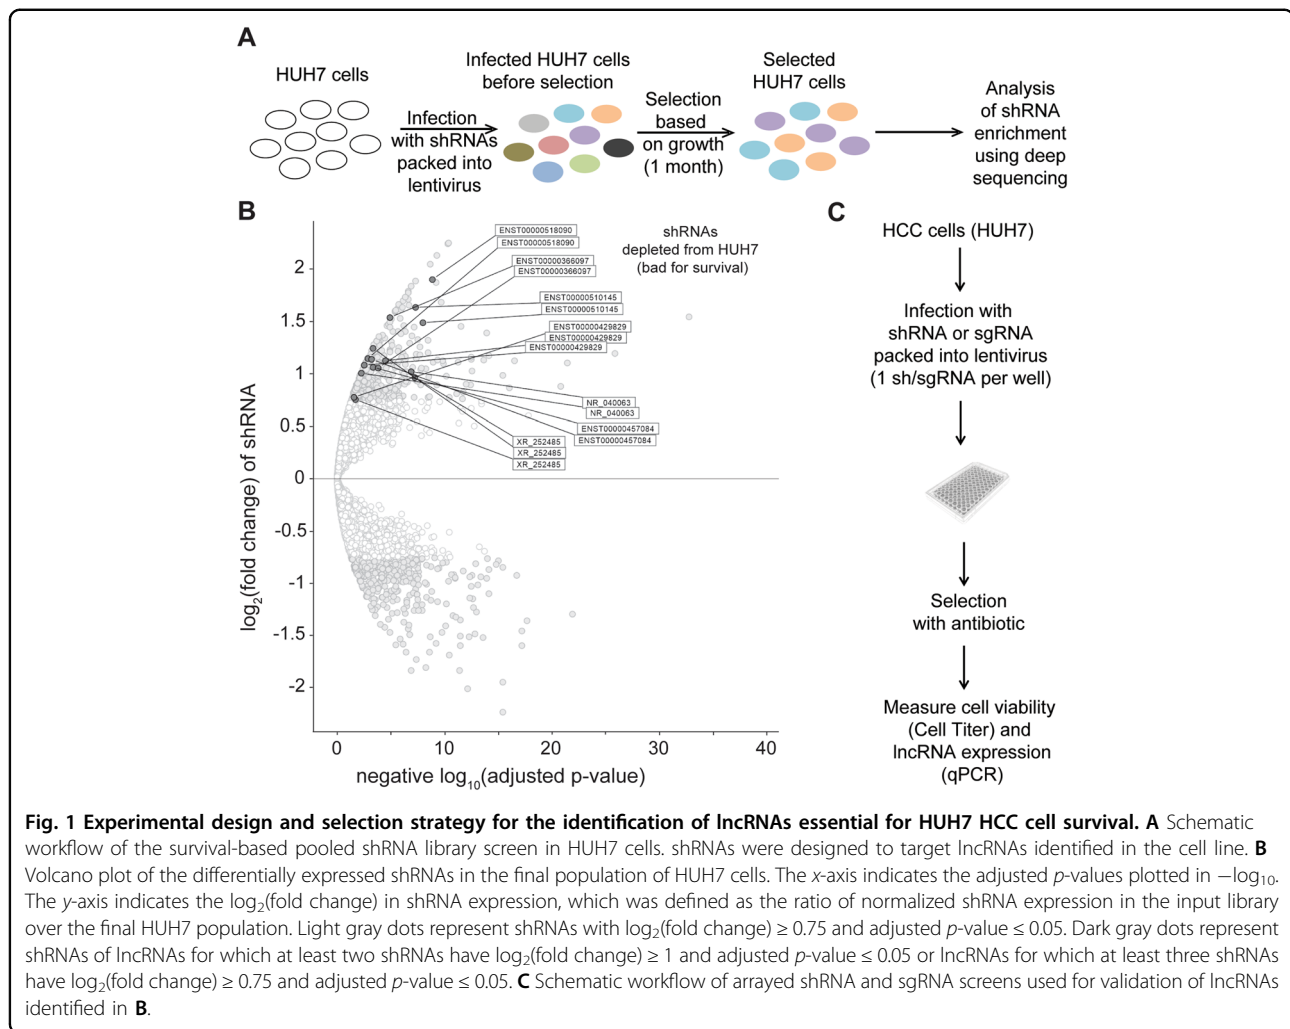 A
HUH7 cells
Infection
with shRNAs
packed into
lentivirus
Infected HUH7 cells
before selection
Selection
based
on growth
(1 month)
Selected
HUH7 cells
Analysis
of shRNA
enrichment
using deep
sequencing
B
log2(fold change) of shRNA
2
1.5
1
0.5
0
-0.5
-1
-1.5
-2
shRNAs
depleted from HUH7
(bad for survival)
ENST00000518090
ENST00000518090
ENST00000366097
ENST00000366097
ENST00000510145
ENST00000510145
ENST00000429829
ENST00000429829
ENST00000429829
NR_040063
NR_040063
ENST00000457084
ENST00000457084
XR_252485
XR_252485
XR_252485
0 10 20 30 40
negative log10(adjusted p-value)
C
HCC cells (HUH7)
Infection with
shRNA or sgRNA
packed into lentivirus
(1 sh/sgRNA per well)
Selection
with antibiotic
Measure cell viability
(Cell Titer) and
lncRNA expression
(qPCR)
Fig. 1 Experimental design and selection strategy for the identification of lncRNAs essential for HUH7 HCC cell survival. A Schematic
workflow of the survival-based pooled shRNA library screen in HUH7 cells. shRNAs were designed to target lncRNAs identified in the cell line. B
Volcano plot of the differentially expressed shRNAs in the final population of HUH7 cells. The x-axis indicates the adjusted p-values plotted in −log10.
The y-axis indicates the log2(fold change) in shRNA expression, which was defined as the ratio of normalized shRNA expression in the input library
over the final HUH7 population. Light gray dots represent shRNAs with log2(fold change) ≥ 0.75 and adjusted p-value ≤ 0.05. Dark gray dots represent
shRNAs of lncRNAs for which at least two shRNAs have log2(fold change) ≥ 1 and adjusted p-value ≤ 0.05 or lncRNAs for which at least three shRNAs
have log2(fold change) ≥ 0.75 and adjusted p-value ≤ 0.05. C Schematic workflow of arrayed shRNA and sgRNA screens used for validation of lncRNAs
identified in B.